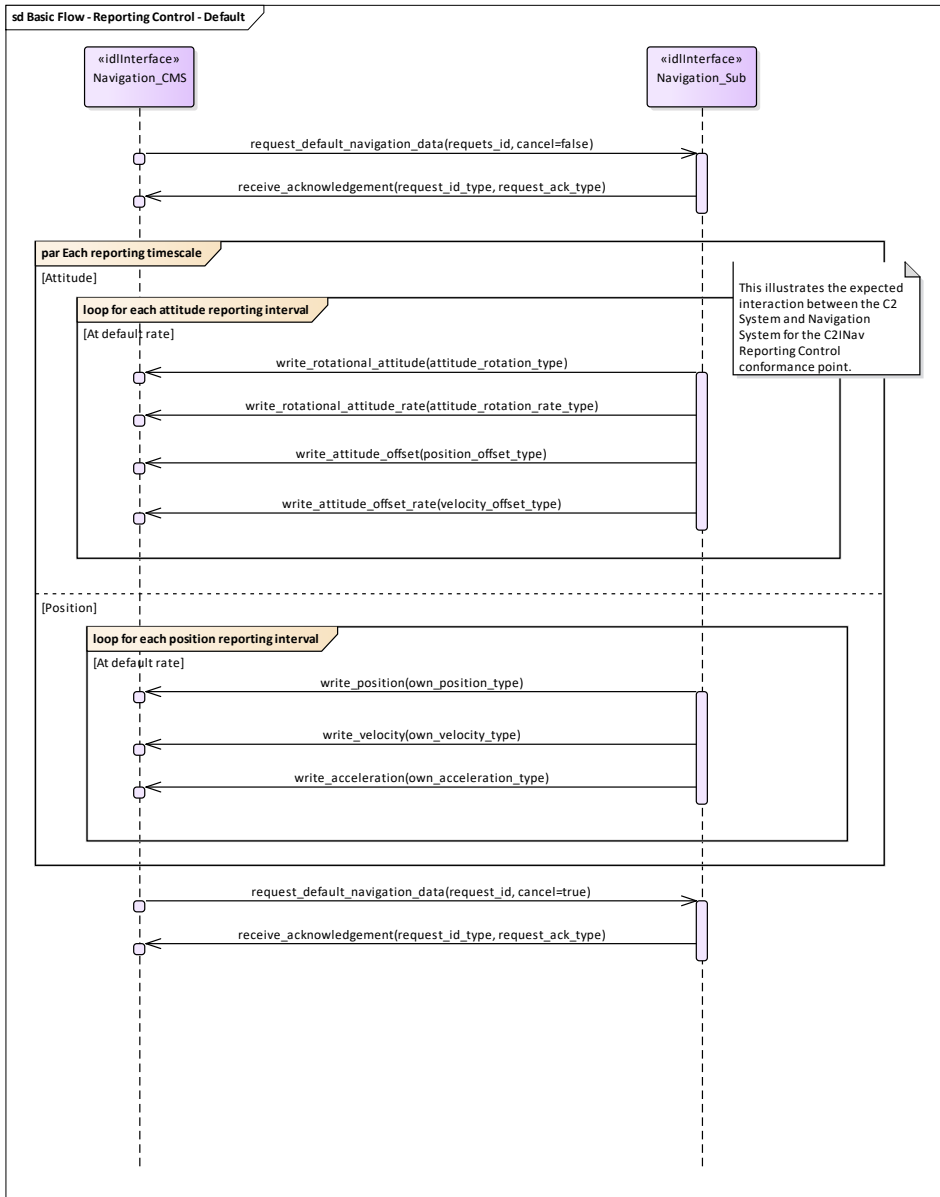 sd Basic Flow - Reporting Control - Default
«idlInterface»
Navigation_CMS
«idlInterface»
Navigation_Sub
request_default_navigation_data(requets_id, cancel=false)
receive_acknowledgement(request_id_type, request_ack_type)
par Each reporting timescale
[Attitude]
This illustrates the expected
interaction between the C2
System and Navigation
System for the C2INav
Reporting Control
conformance point.
loop for each attitude reporting interval
[At default rate]
write_rotational_attitude(attitude_rotation_type)
write_rotational_attitude_rate(attitude_rotation_rate_type)
write_attitude_offset(position_offset_type)
write_attitude_offset_rate(velocity_offset_type)
[Position]
loop for each position reporting interval
[At default rate]
write_position(own_position_type)
write_velocity(own_velocity_type)
write_acceleration(own_acceleration_type)
request_default_navigation_data(request_id, cancel=true)
receive_acknowledgement(request_id_type, request_ack_type)